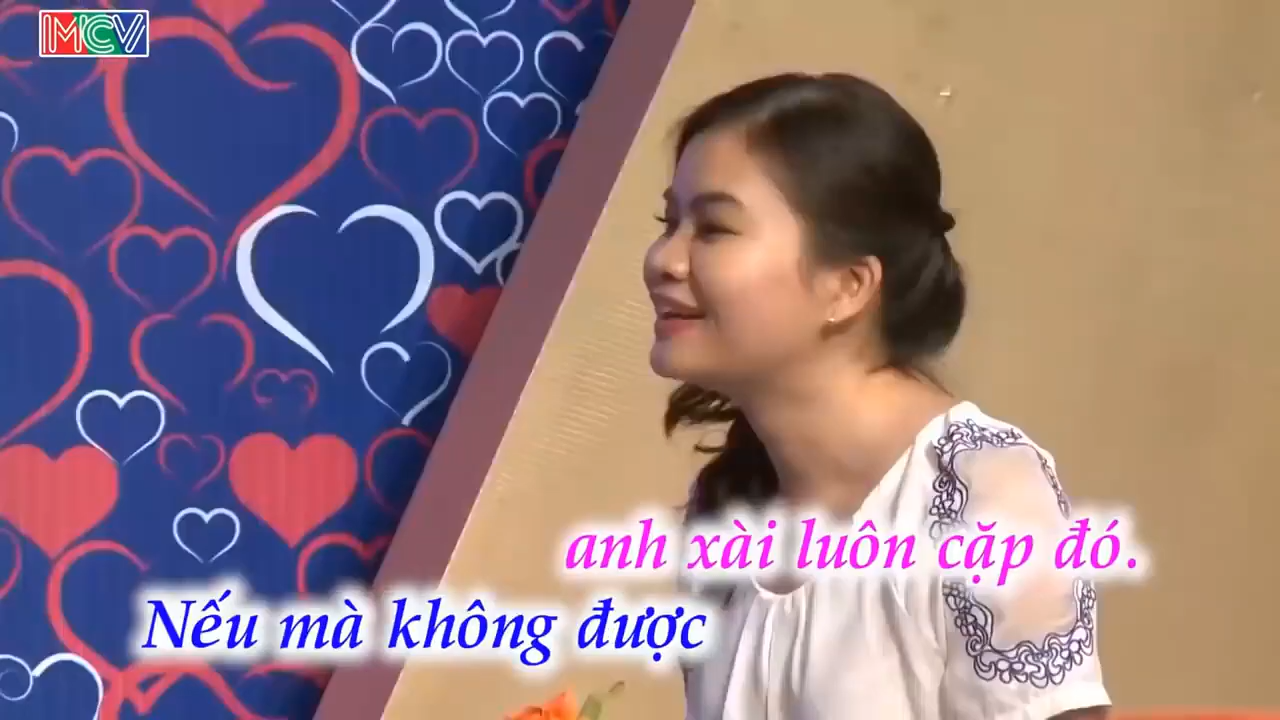 MCV
anh xài luôn cặp đó.
Nếu mà không được